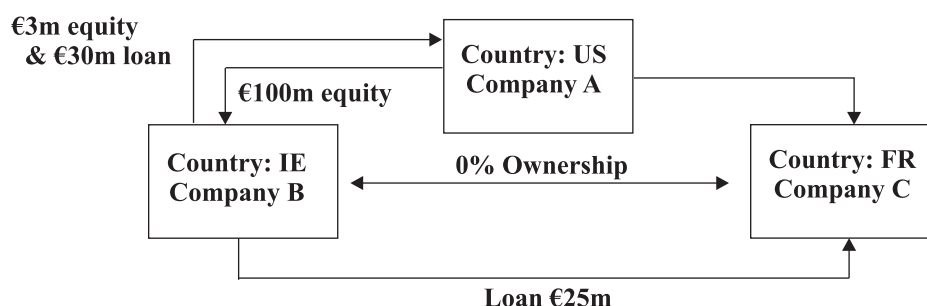 €3m equity
& €30m loan
Country: US
Company A
€100m equity
Country: IE
Company B
0% Ownership
Country: FR
Company C
Loan €25m